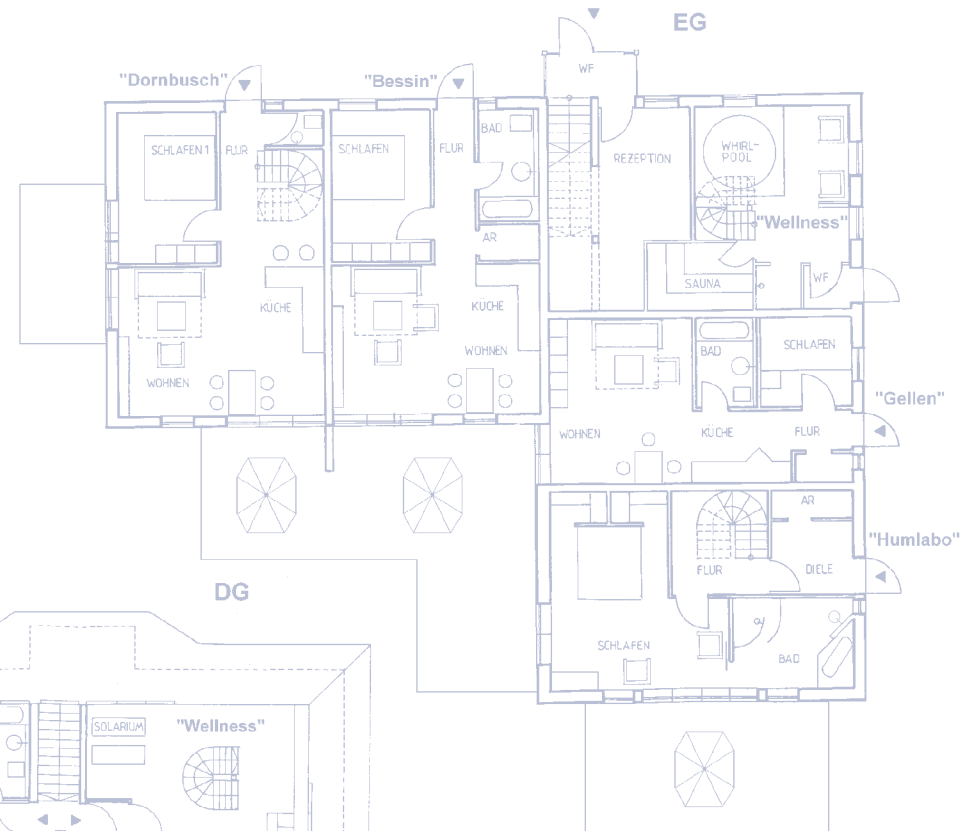 EG
WF
"Dornbusch"
"Bessin"
BAD
SCHLAFEN 1
FLUR
SCHLAFEN
FLUR
REZEPTION
WHIRL-
POOL
"Wellness"
AR
SAUNA
WF
KÜCHE
KÜCHE
WOHNEN
WOHNEN
BAD
SCHLAFEN
"Gellen"
WOHNEN
KÜCHE
FLUR
AR
"Humlabo"
FLUR
DIELE
SCHLAFEN
BAD
DG
SOLARIUM
"Wellness"